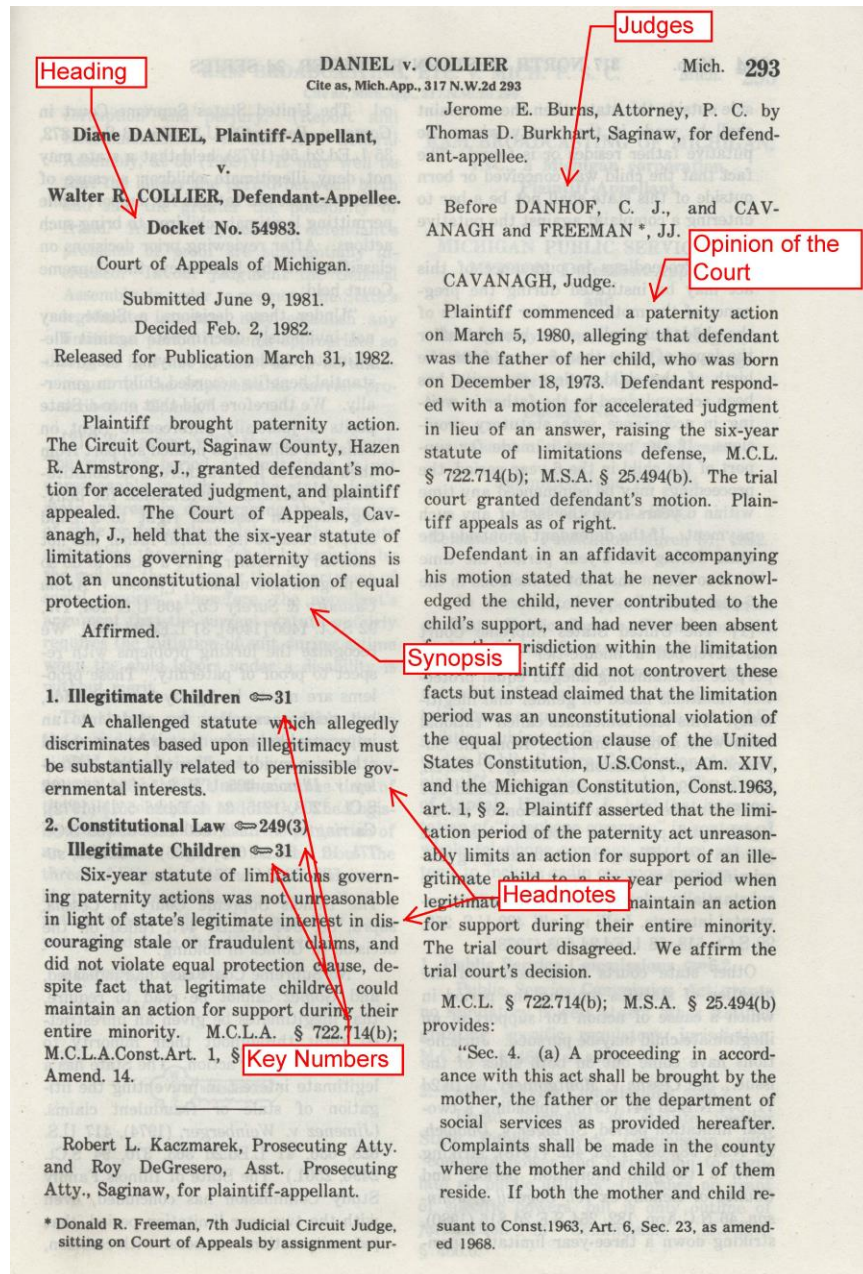 Judges
Heading
DANIEL v. COLLIER
Mich. 293
Cite as, Mich.App., 317 N.W.2d 293
Diane DANIEL, Plaintiff-Appellant,
v.
Walter R. COLLIER, Defendant-Appellee.
Docket No. 54983.
Court of Appeals of Michigan.
Submitted June 9, 1981.
Decided Feb. 2, 1982.
Released for Publication March 31, 1982.
Plaintiff brought paternity action.
The Circuit Court, Saginaw County, Hazen
R. Armstrong, J., granted defendant's mo-
tion for accelerated judgment, and plaintiff
appealed. The Court of Appeals, Cav-
anagh, J., held that the six-year statute of
limitations governing paternity actions is
not an unconstitutional violation of equal
protection.
Affirmed.
Synopsis
1. Illegitimate Children ⚷31
A challenged statute which allegedly
discriminates based upon illegitimacy must
be substantially related to permissible gov-
ernmental interests.
2. Constitutional Law ⚷249(3)
Illegitimate Children ⚷31
Six-year statute of limitations govern-
ing paternity actions was not unreasonable
in light of state's legitimate interest in dis-
couraging stale or fraudulent claims, and
did not violate equal protection clause, de-
spite fact that legitimate children could
maintain an action for support during their
entire minority. M.C.L.A. § 722.714(b);
M.C.L.A.Const.Art. 1, §
Amend. 14.
Key Numbers
Headnotes
Robert L. Kaczmarek, Prosecuting Atty.
and Roy DeGresero, Asst. Prosecuting
Atty., Saginaw, for plaintiff-appellant.
* Donald R. Freeman, 7th Judicial Circuit Judge,
sitting on Court of Appeals by assignment pur-
Jerome E. Burns, Attorney, P. C. by
Thomas D. Burkhart, Saginaw, for defend-
ant-appellee.
Before DANHOF, C. J., and CAV-
ANAGH and FREEMAN *, JJ.
Opinion of the
Court
CAVANAGH, Judge.
Plaintiff commenced a paternity action
on March 5, 1980, alleging that defendant
was the father of her child, who was born
on December 18, 1973. Defendant respond-
ed with a motion for accelerated judgment
in lieu of an answer, raising the six-year
statute of limitations defense, M.C.L.
§ 722.714(b); M.S.A. § 25.494(b). The trial
court granted defendant's motion. Plain-
tiff appeals as of right.
Defendant in an affidavit accompanying
his motion stated that he never acknowl-
edged the child, never contributed to the
child's support, and had never been absent
within the limitation
did not controvert these
facts but instead claimed that the limitation
period was an unconstitutional violation of
the equal protection clause of the United
States Constitution, U.S.Const., Am. XIV,
and the Michigan Constitution, Const.1963,
art. 1, § 2. Plaintiff asserted that the limi-
tation period of the paternity act unreason-
ably limits an action for support of an ille-
gitimate child to a six-year period when
maintain an action
for support during their entire minority.
The trial court disagreed. We affirm the
trial court's decision.
M.C.L. § 722.714(b); M.S.A. § 25.494(b)
provides:
"Sec. 4. (a) A proceeding in accord-
ance with this act shall be brought by the
mother, the father or the department of
social services as provided hereafter.
Complaints shall be made in the county
where the mother and child or 1 of them
reside. If both the mother and child re-
suant to Const.1963, Art. 6, Sec. 23, as amend-
ed 1968.